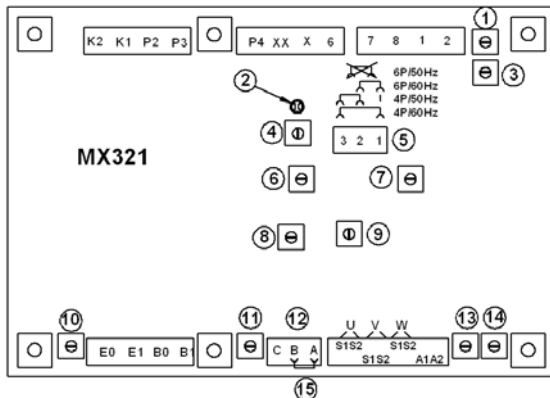 1
K2 K1 P2 P3
P4 XX X 6
7 8 1 2
3
2
6P/50Hz
6P/60Hz
4P/50Hz
4P/60Hz
4
3 2 1
5
MX321
6
7
8
9
10
11
12
U V W
13
14
E0 E1 B0 B1
C B A
S1S2 S1S2
S1S2 A1A2
15